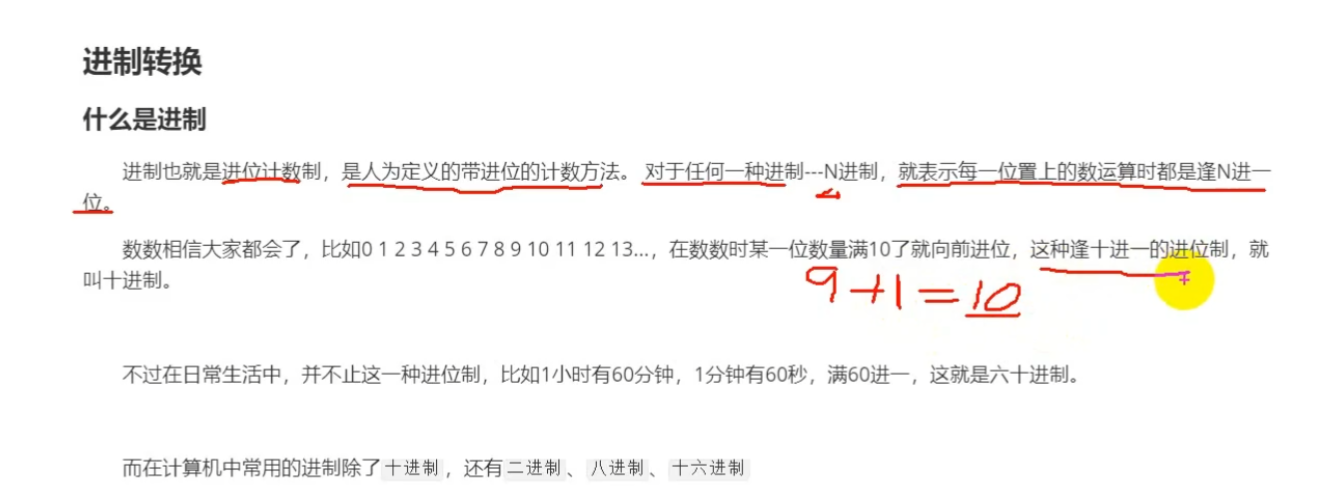 进制转换
什么是进制
进制也就是进位计数制，是人为定义的带进位的计数方法。对于任何一种进制---N进制，就表示每一位置上的数运算时都是逢N进一
位。
数数相信大家都会了，比如0 1 2 3 4 5 6 7 8 9 10 11 12 13...，在数数时某一位数量满10了就向前进位，这种逢十进一的进位制，就
叫十进制。
9+1=10
不过在日常生活中，并不止这一种进位制，比如1小时有60分钟，1分钟有60秒，满60进一，这就是六十进制。
而在计算机中常用的进制除了十进制，还有二进制、八进制、十六进制